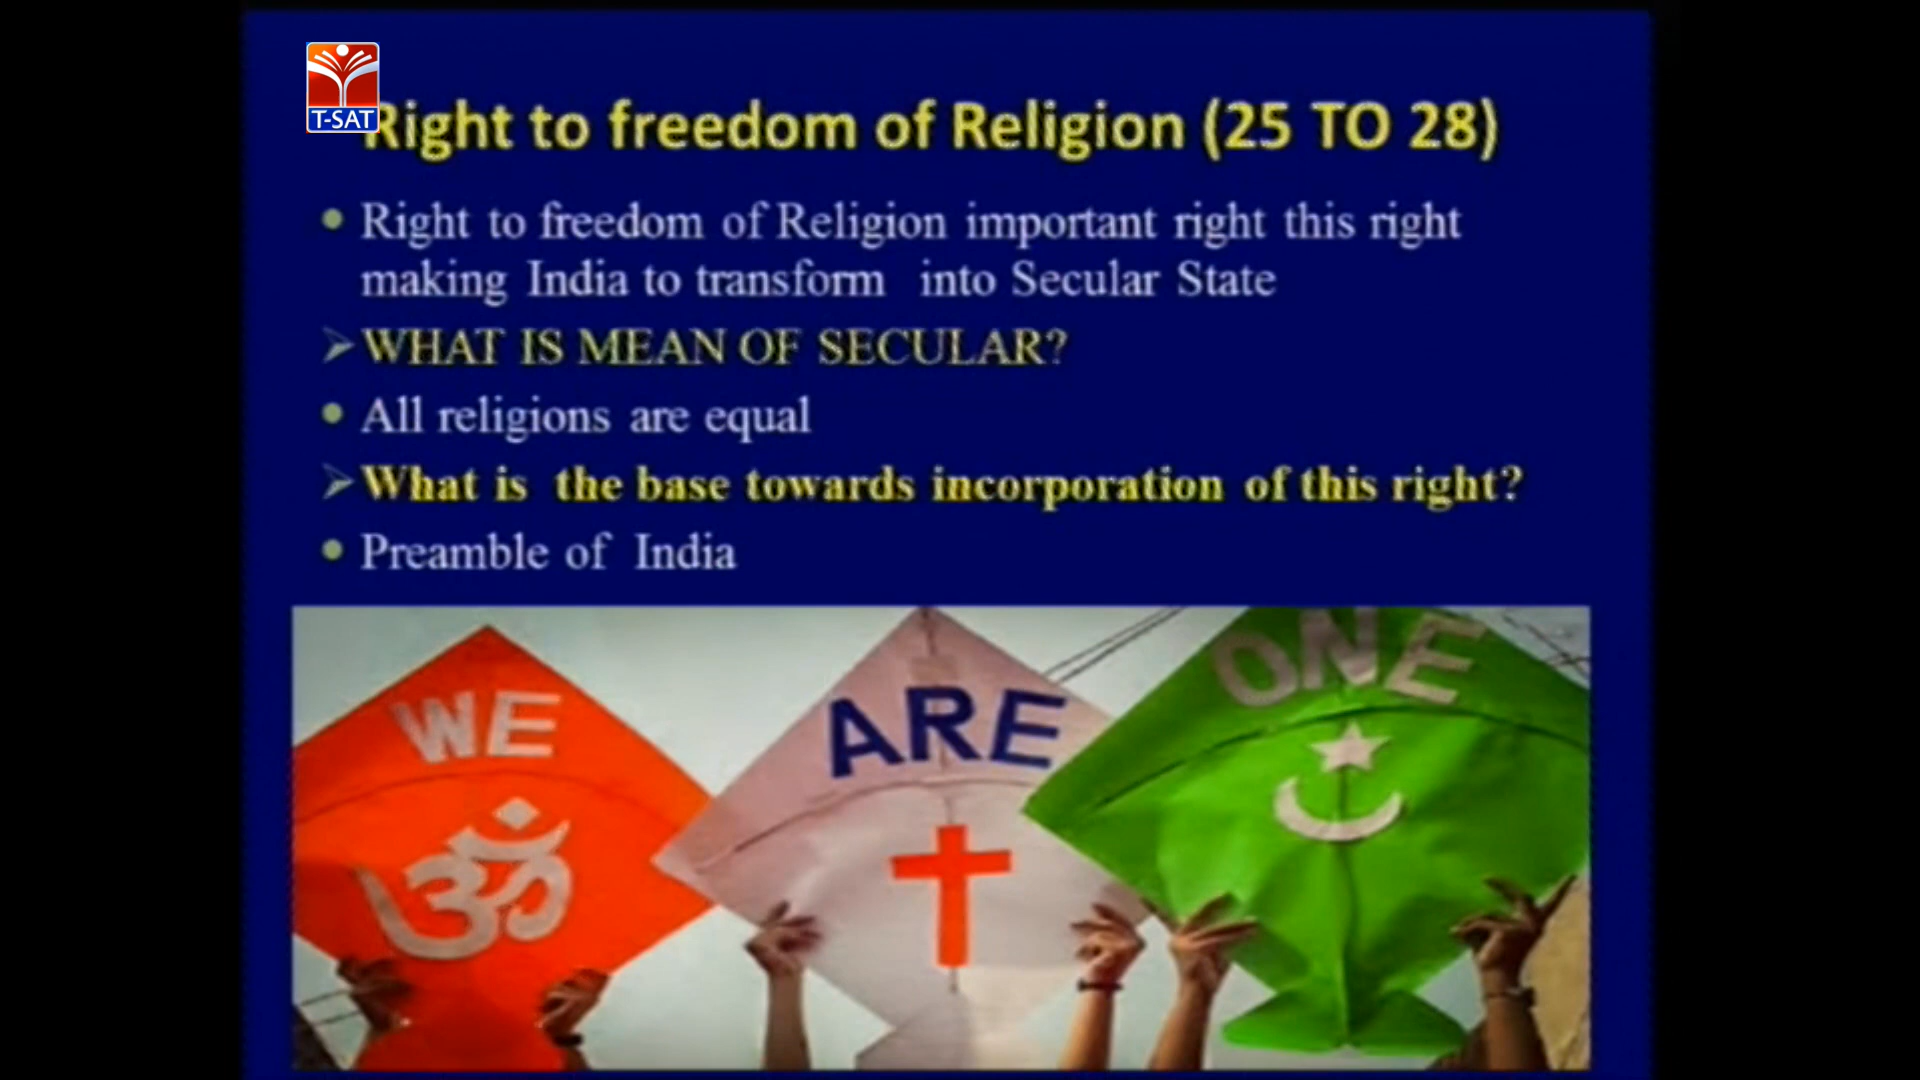 T-SAT
Right to freedom of Religion (25 TO 28)
Right to freedom of Religion important right this right
making India to transform into Secular State
WHAT IS MEAN OF SECULAR?
All religions are equal
What is the base towards incorporation of this right?
Preamble of India
WE
ARE
ONE
ॐ